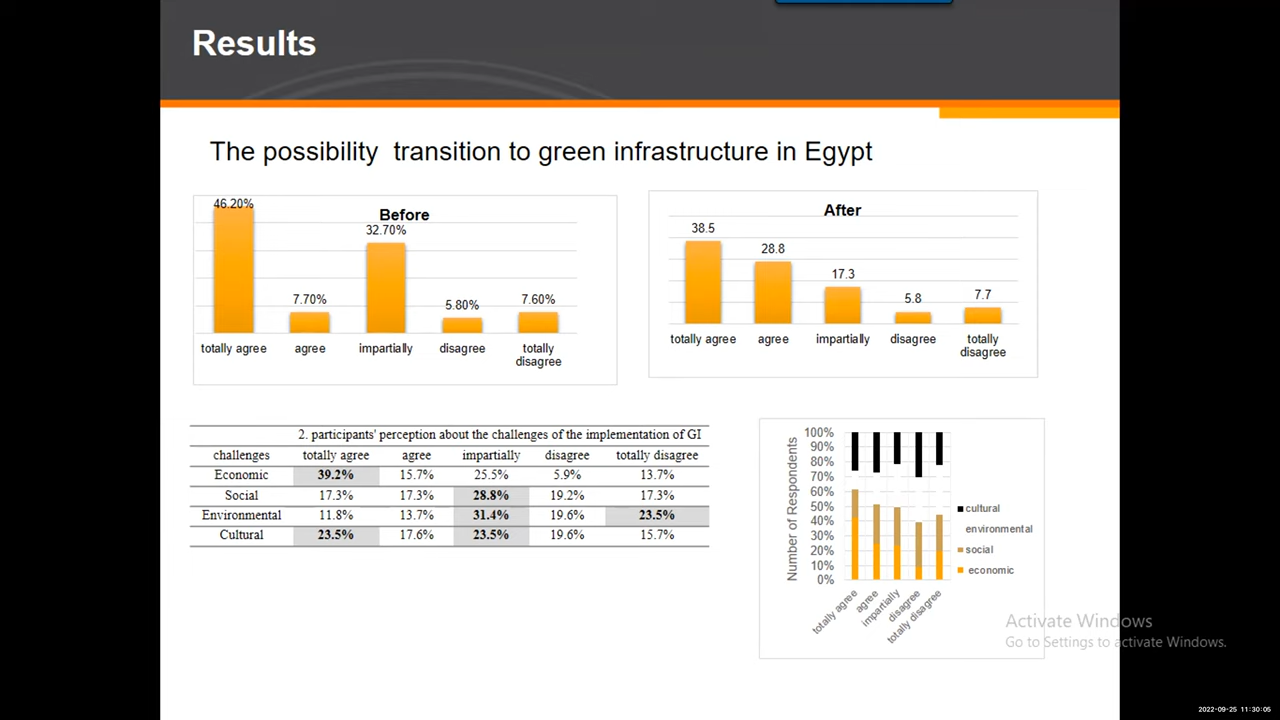 Results
The possibility transition to green infrastructure in Egypt
Before
46.20%
7.70%
32.70%
5.80%
7.60%
totally agree
agree
impartially
disagree
totally
disagree
After
38.5
28.8
17.3
5.8
7.7
totally agree
agree
impartially
disagree
totally
disagree
2. participants' perception about the challenges of the implementation of GI
challenges totally agree agree impartially disagree totally disagree
Economic 39.2% 15.7% 25.5% 5.9% 13.7%
Social 17.3% 17.3% 28.8% 19.2% 17.3%
Environmental 11.8% 13.7% 31.4% 19.6% 23.5%
Cultural 23.5% 17.6% 23.5% 19.6% 15.7%
Number of Respondents
100%
90%
80%
70%
60%
50%
40%
30%
20%
10%
0%
totally agree
agree
impartially
disagree
totally disagree
cultural
environmental
social
economic
Activate Windows
Go to Settings to activate Windows.
2022-09-25 11:30:05